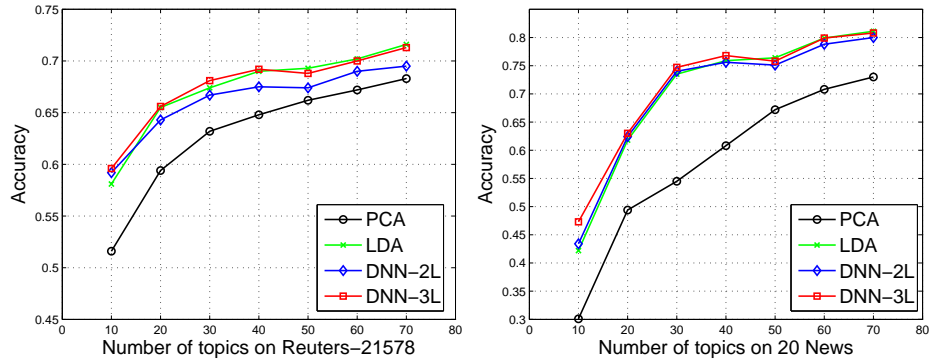 0.75
0.7
0.65
0.6
0.55
0.5
0.45
Accuracy
0 10 20 30 40 50 60 70 80
Number of topics on Reuters−21578
PCA
LDA
DNN−2L
DNN−3L
0.8
0.75
0.7
0.65
0.6
0.55
0.5
0.45
0.4
0.35
0.3
Accuracy
0 10 20 30 40 50 60 70 80
Number of topics on 20 News
PCA
LDA
DNN−2L
DNN−3L